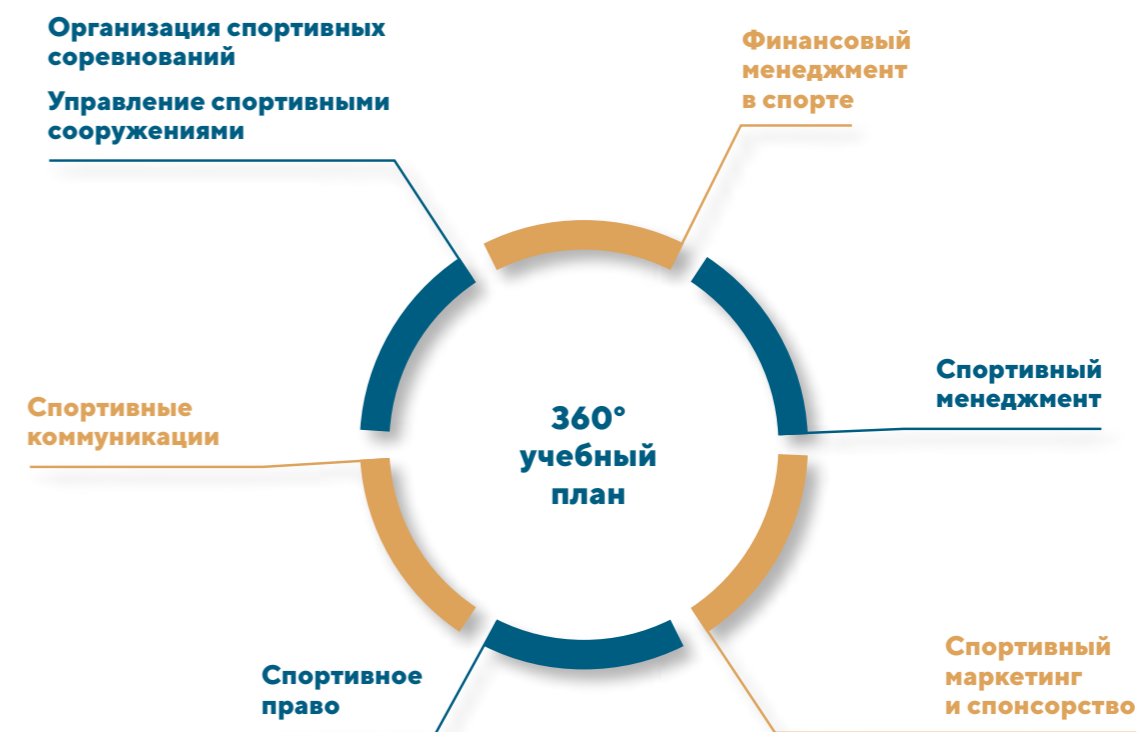 Организация спортивных
соревнований
Управление спортивными
сооружениями
Финансовый
менеджмент
в спорте
Спортивный
менеджмент
Спортивные
коммуникации
360°
учебный
план
Спортивный
маркетинг
и спонсорство
Спортивное
право